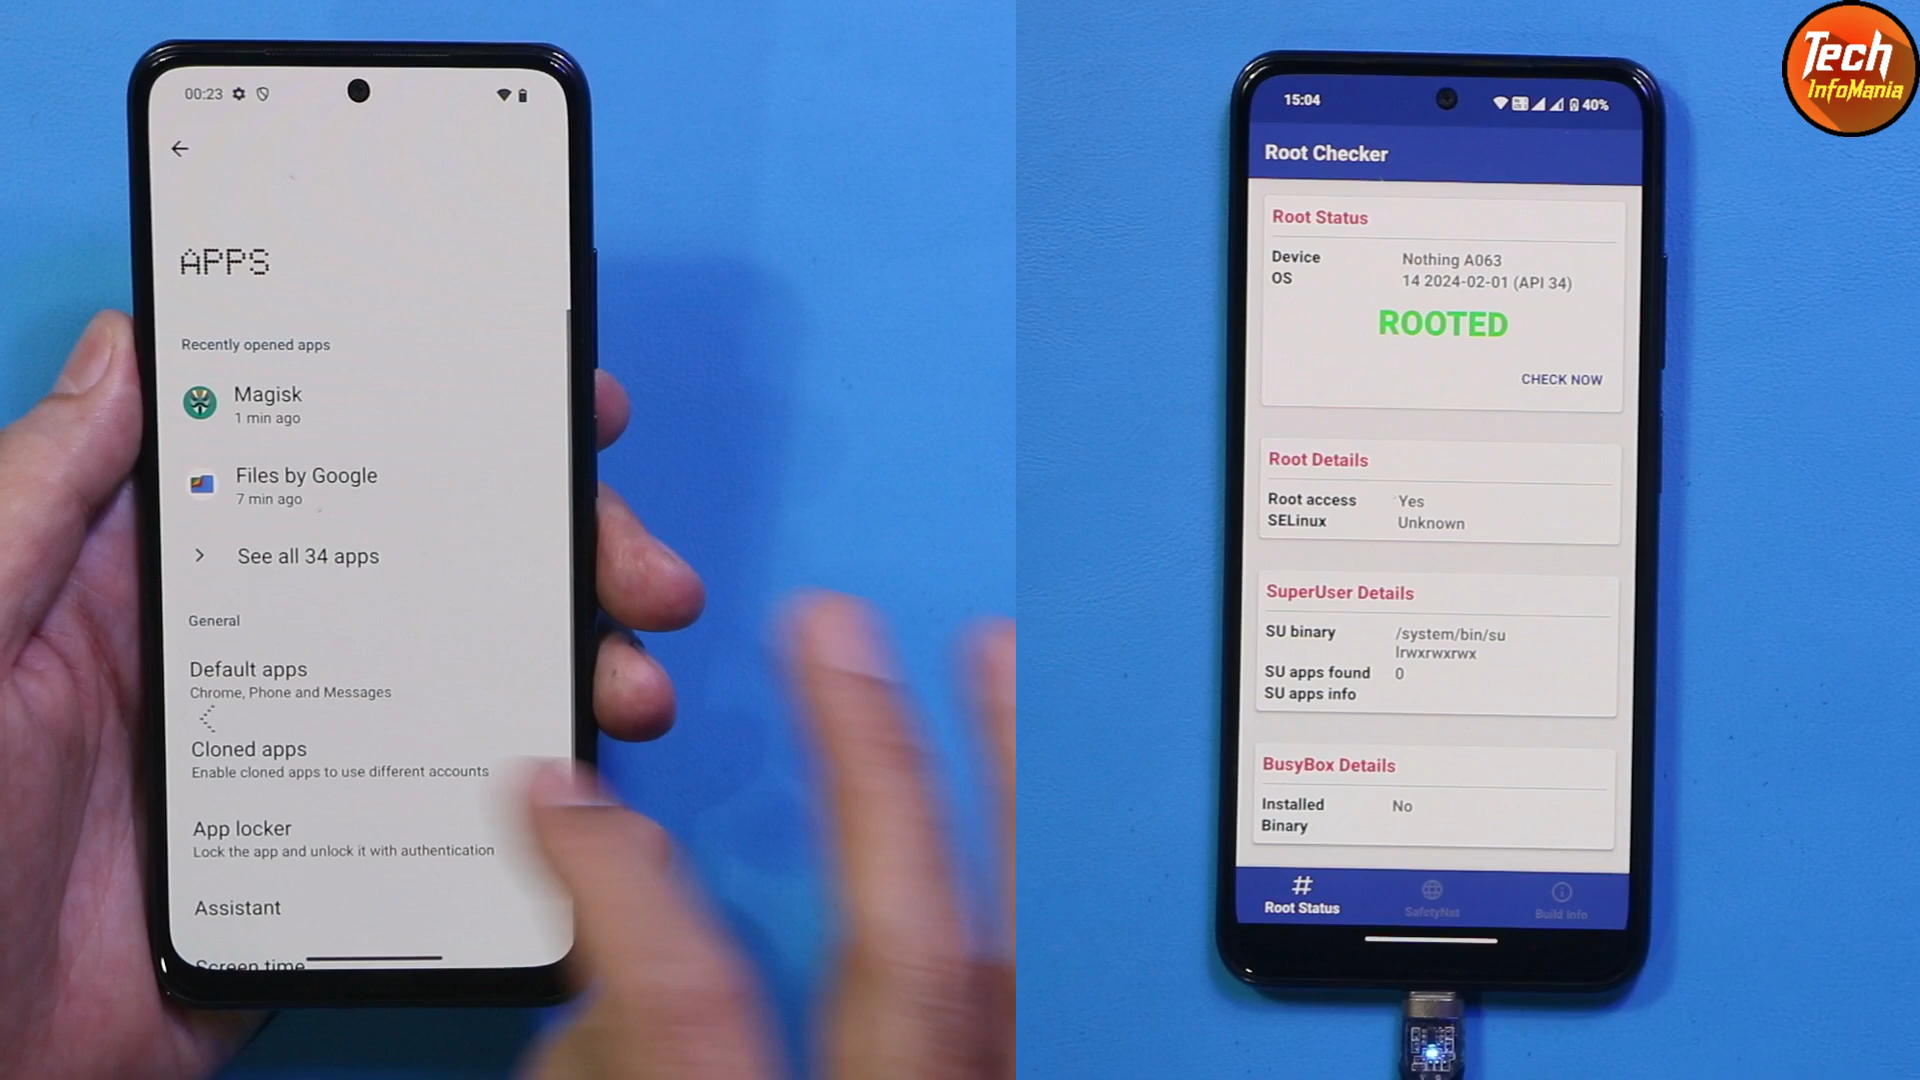 00:23
APPS
Recently opened apps
Magisk
1 min ago
Files by Google
7 min ago
See all 34 apps
General
Default apps
Chrome, Phone and Messages
Cloned apps
Enable cloned apps to use different accounts
App locker
Lock the app and unlock it with authentication
Assistant
Screen time
15:04
40%
Root Checker
Root Status
Device Nothing A063
OS 14 2024-02-01 (API 34)
ROOTED
CHECK NOW
Root Details
Root access Yes
SELinux Unknown
SuperUser Details
SU binary /system/bin/su
lrwxrwxrwx
SU apps found 0
SU apps info
BusyBox Details
Installed No
Binary
Root Status
SafetyNet
Build Info
Tech
InfoMania